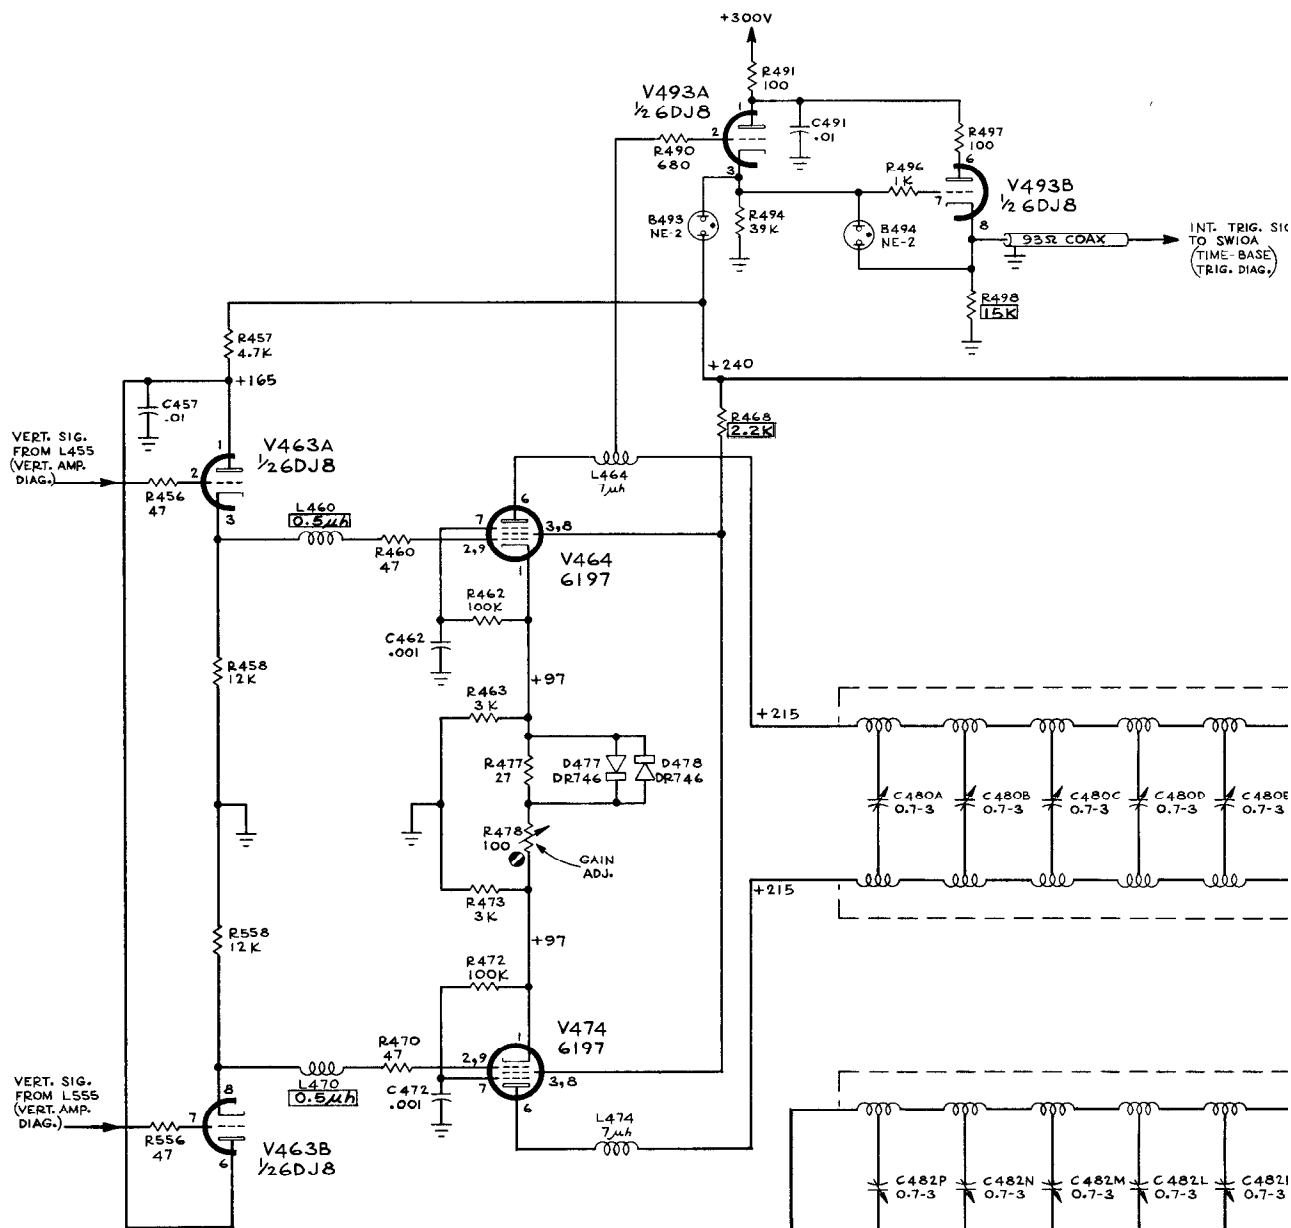 +300V
R491
100
V493A
½6DJ8
1
2
3
C491
.01
R497
100
R490
680
R496
1K
6
7
8
V493B
½6DJ8
B493
NE-2
R494
39K
B494
NE-2
93Ω COAX
INT. TRIG. SIG
TO SW10A
(TIME-BASE
TRIG. DIAG.)
R498
15K
R457
4.7K
+240
+165
C457
.01
R468
2.2K
VERT. SIG.
FROM L455
(VERT. AMP.
DIAG.)
1
V463A
½6DJ8
2
R456
47
3
L464
7μh
6
L460
0.5μh
7
3,8
2,9
R460
47
V464
6197
1
R462
100K
C462
.001
R458
12K
+97
R463
3K
+215
R477
27
D477
DR746
D478
DR746
C480A
0.7-3
C480B
0.7-3
C480C
0.7-3
C480D
0.7-3
C480E
0.7-3
R478
100
GAIN
ADJ.
R473
3K
+215
R558
12K
+97
R472
100K
1
V474
6197
R470
47
2,9
7
3,8
6
C472
.001
L470
0.5μh
VERT. SIG.
FROM L555
(VERT. AMP.
DIAG.)
8
7
R556
47
6
V463B
½6DJ8
L474
7μh
C482P
0.7-3
C482N
0.7-3
C482M
0.7-3
C482L
0.7-3
0.7-3